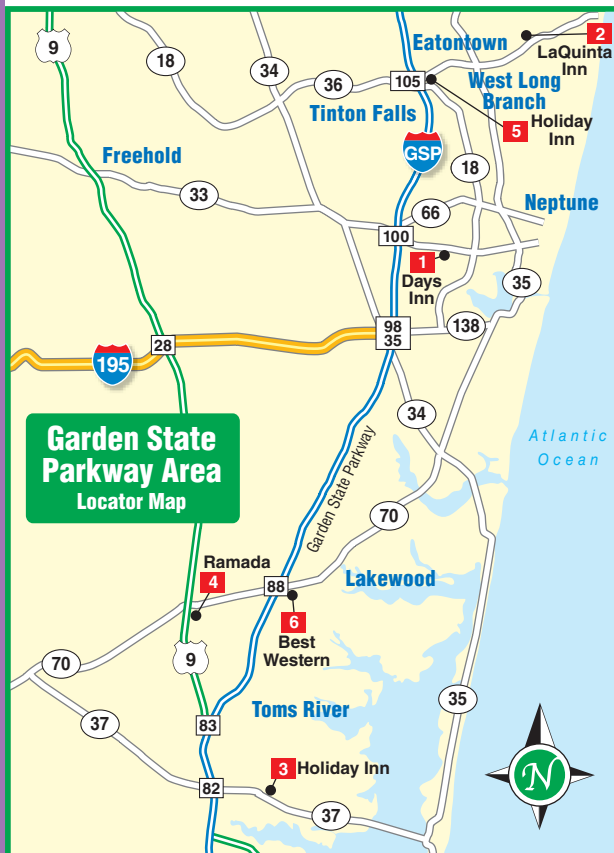 9
18
34
36
105
Eatontown
2
LaQuinta
Inn
West Long
Branch
Tinton Falls
5
Holiday
Inn
GSP
Freehold
18
33
66
Neptune
100
1
Days
Inn
35
98
35
138
28
195
Garden State
Parkway Area
Locator Map
34
Garden State Parkway
Atlantic
Ocean
70
Ramada
4
88
Lakewood
6
Best
Western
70
9
35
37
83
Toms River
3
Holiday Inn
82
37
N